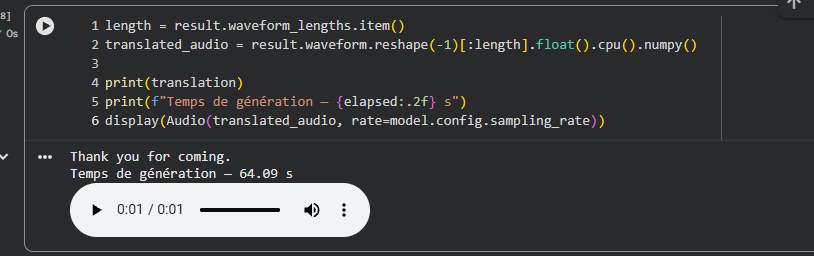 8]
0s
1 length = result.waveform_lengths.item()
2 translated_audio = result.waveform.reshape(-1)[:length].float().cpu().numpy()
3
4 print(translation)
5 print(f"Temps de génération — {elapsed:.2f} s")
6 display(Audio(translated_audio, rate=model.config.sampling_rate))
Thank you for coming.
Temps de génération — 64.09 s
0:01 / 0:01